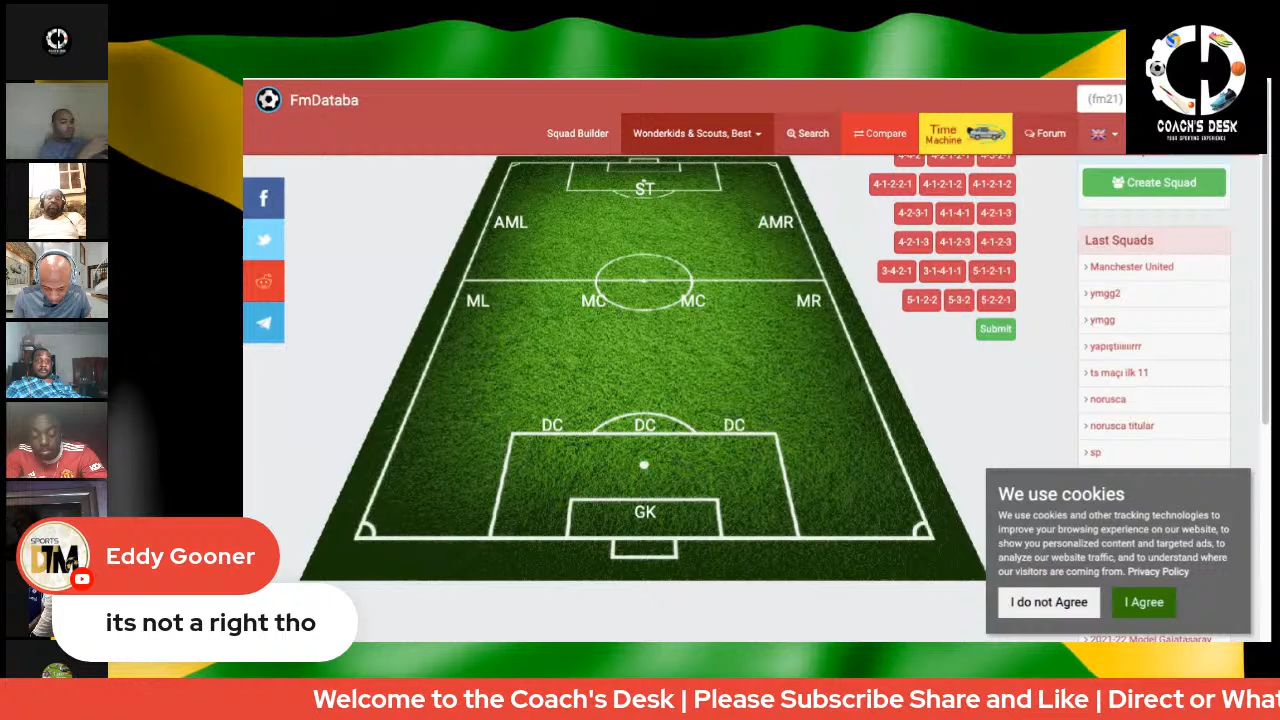 FmDataba
(fm21)
Squad Builder
Wonderkids & Scouts, Best
Search
Compare
Time
Machine
Forum
COACH'S DESK
YOUR SPORTING EXPERIENCE
4-1-2-2-1 4-1-2-1-2 4-1-2-1-2
4-2-3-1 4-1-4-1 4-2-1-3
4-2-1-3 4-1-2-3 4-1-2-3
3-4-2-1 3-1-4-1-1 5-1-2-1-1
5-1-2-2 5-3-2 5-2-2-1
Submit
ST
AML
AMR
ML
MC
MC
MR
DC
DC
DC
GK
Create Squad
Last Squads
Manchester United
ymgg2
ymgg
ts maçı ilk 11
norusca
norusca titular
sp
2021-22 Model Galatasaray
We use cookies
We use cookies and other tracking technologies to
improve your browsing experience on our website, to
show you personalized content and targeted ads, to
analyze our website traffic, and to understand where
our visitors are coming from. Privacy Policy
I do not Agree
I Agree
SPORTS
DTM
Eddy Gooner
its not a right tho
Welcome to the Coach's Desk | Please Subscribe Share and Like | Direct or What